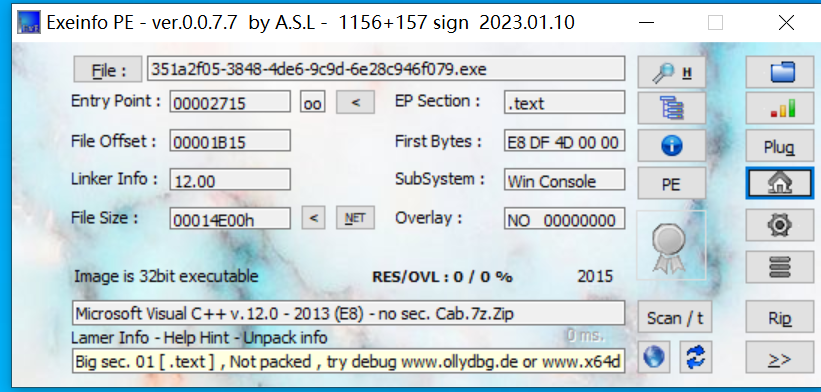 Exeinfo PE - ver.0.0.7.7 by A.S.L - 1156+157 sign 2023.01.10
File : 351a2f05-3848-4de6-9c9d-6e28c946f079.exe H
Entry Point : 00002715 oo < EP Section : .text
File Offset : 00001B15 First Bytes : E8 DF 4D 00 00 Plug
Linker Info : 12.00 SubSystem : Win Console PE
File Size : 00014E00h < NET Overlay : NO 00000000
Image is 32bit executable RES/OVL : 0 / 0 % 2015
Microsoft Visual C++ v.12.0 - 2013 (E8) - no sec. Cab.7z.Zip Scan / t Rip
Lamer Info - Help Hint - Unpack info 0 ms.
Big sec. 01 [ .text ] , Not packed , try debug www.ollydbg.de or www.x64d >>